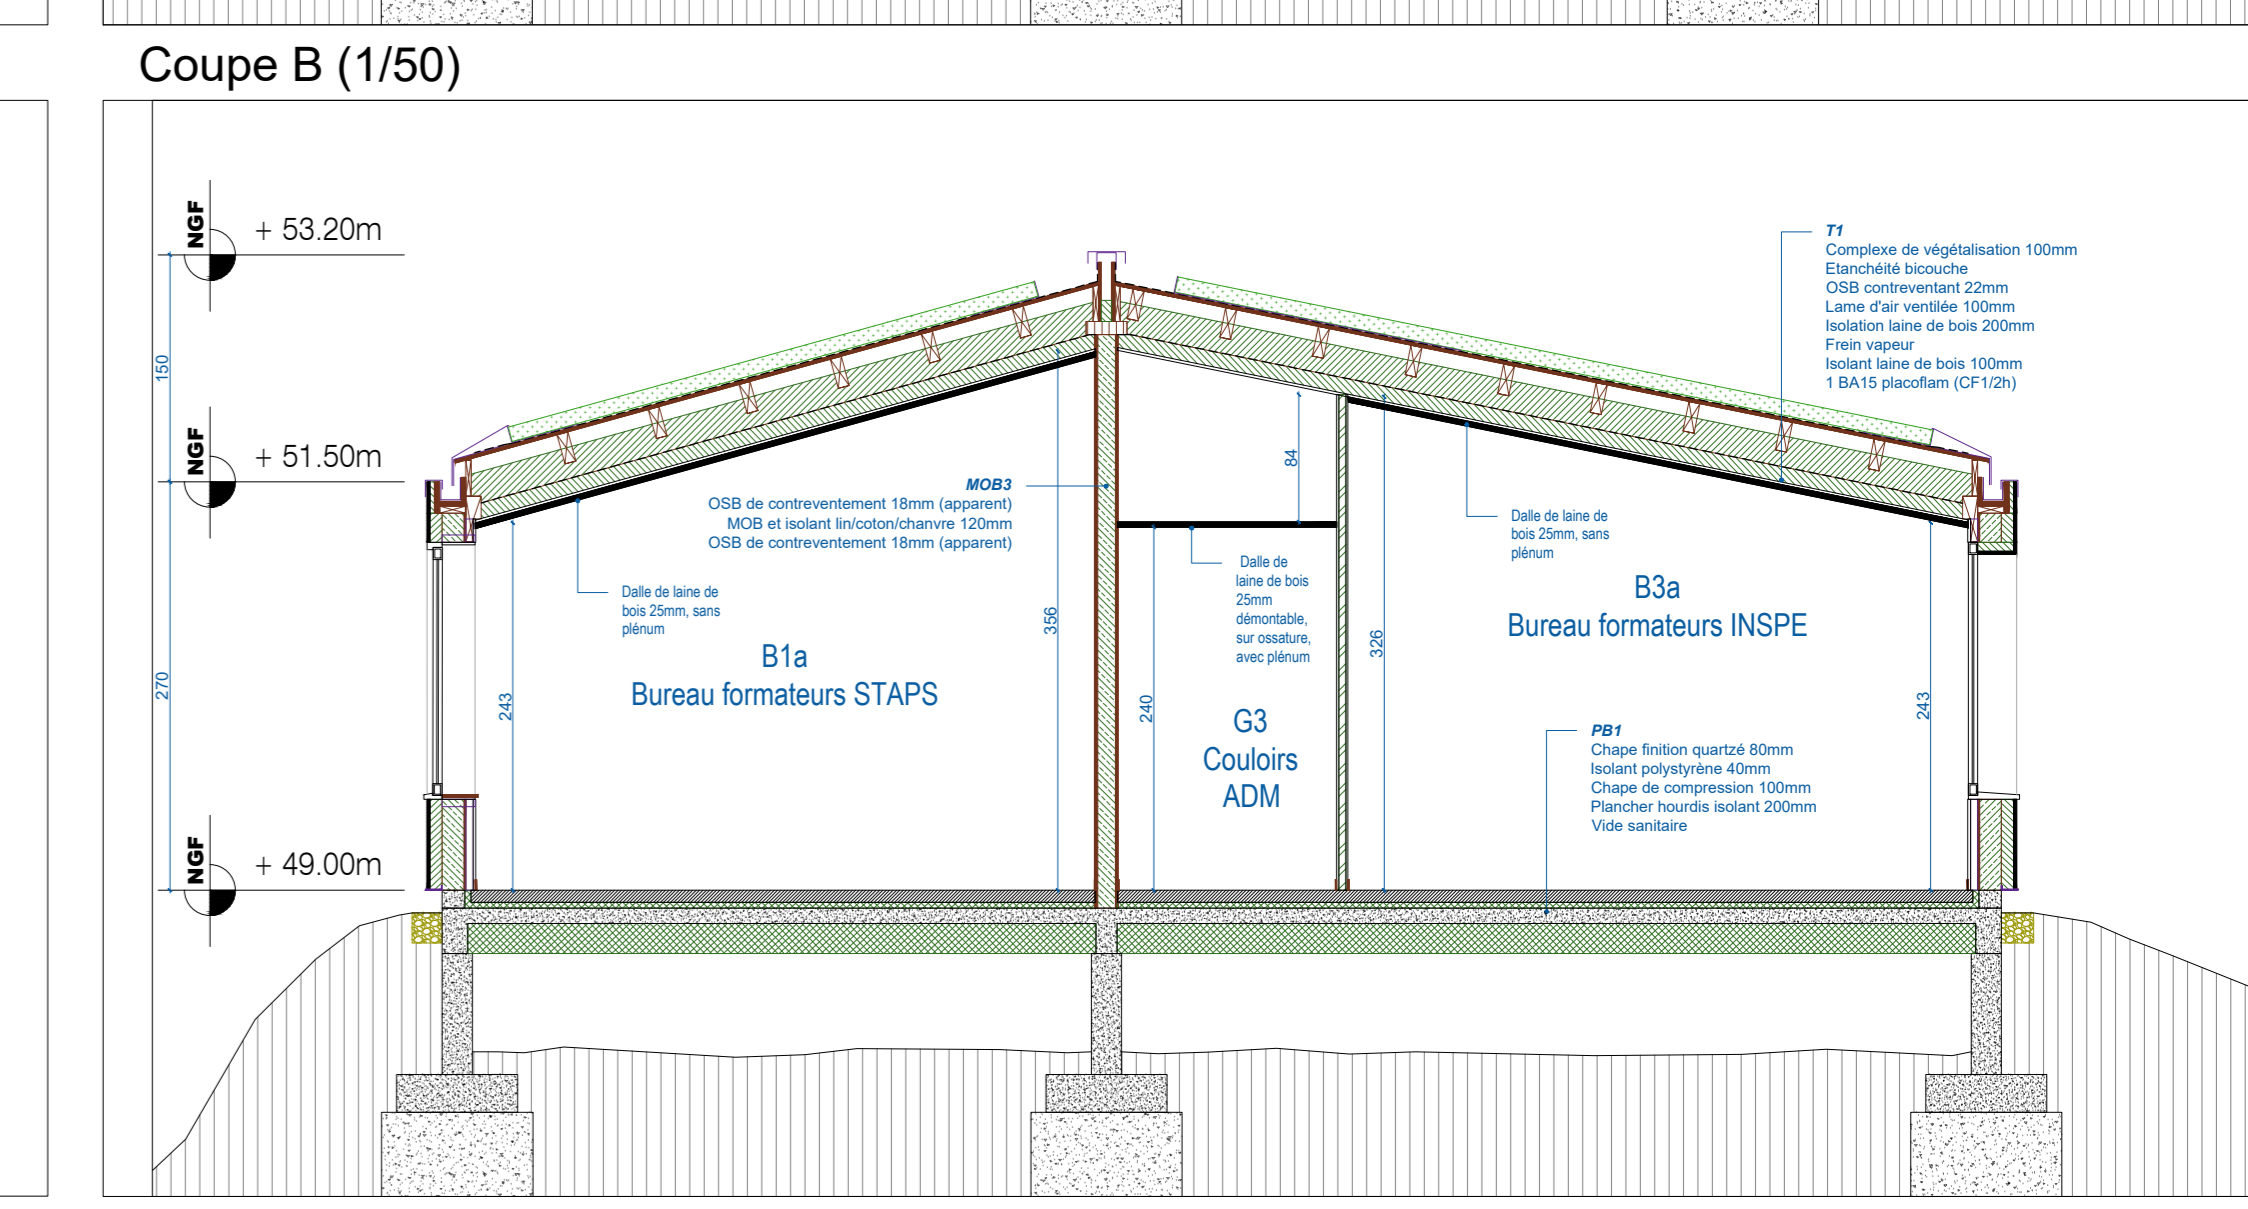 Coupe B (1/50)
NGF
+ 53.20m
150
NGF
+ 51.50m
270
NGF
+ 49.00m
T1
Complexe de végétalisation 100mm
Etanchéité bicouche
OSB contreventant 22mm
Lame d'air ventilée 100mm
Isolation laine de bois 200mm
Frein vapeur
Isolant laine de bois 100mm
1 BA15 placoflam (CF1/2h)
MOB3
OSB de contreventement 18mm (apparent)
MOB et isolant lin/coton/chanvre 120mm
OSB de contreventement 18mm (apparent)
Dalle de laine de
bois 25mm, sans
plénum
B1a
Bureau formateurs STAPS
243
356
84
Dalle de
laine de bois
25mm
démontable,
sur ossature,
avec plénum
240
G3
Couloirs
ADM
326
Dalle de laine de
bois 25mm, sans
plénum
B3a
Bureau formateurs INSPE
243
PB1
Chape finition quartzé 80mm
Isolant polystyrène 40mm
Chape de compression 100mm
Plancher hourdis isolant 200mm
Vide sanitaire